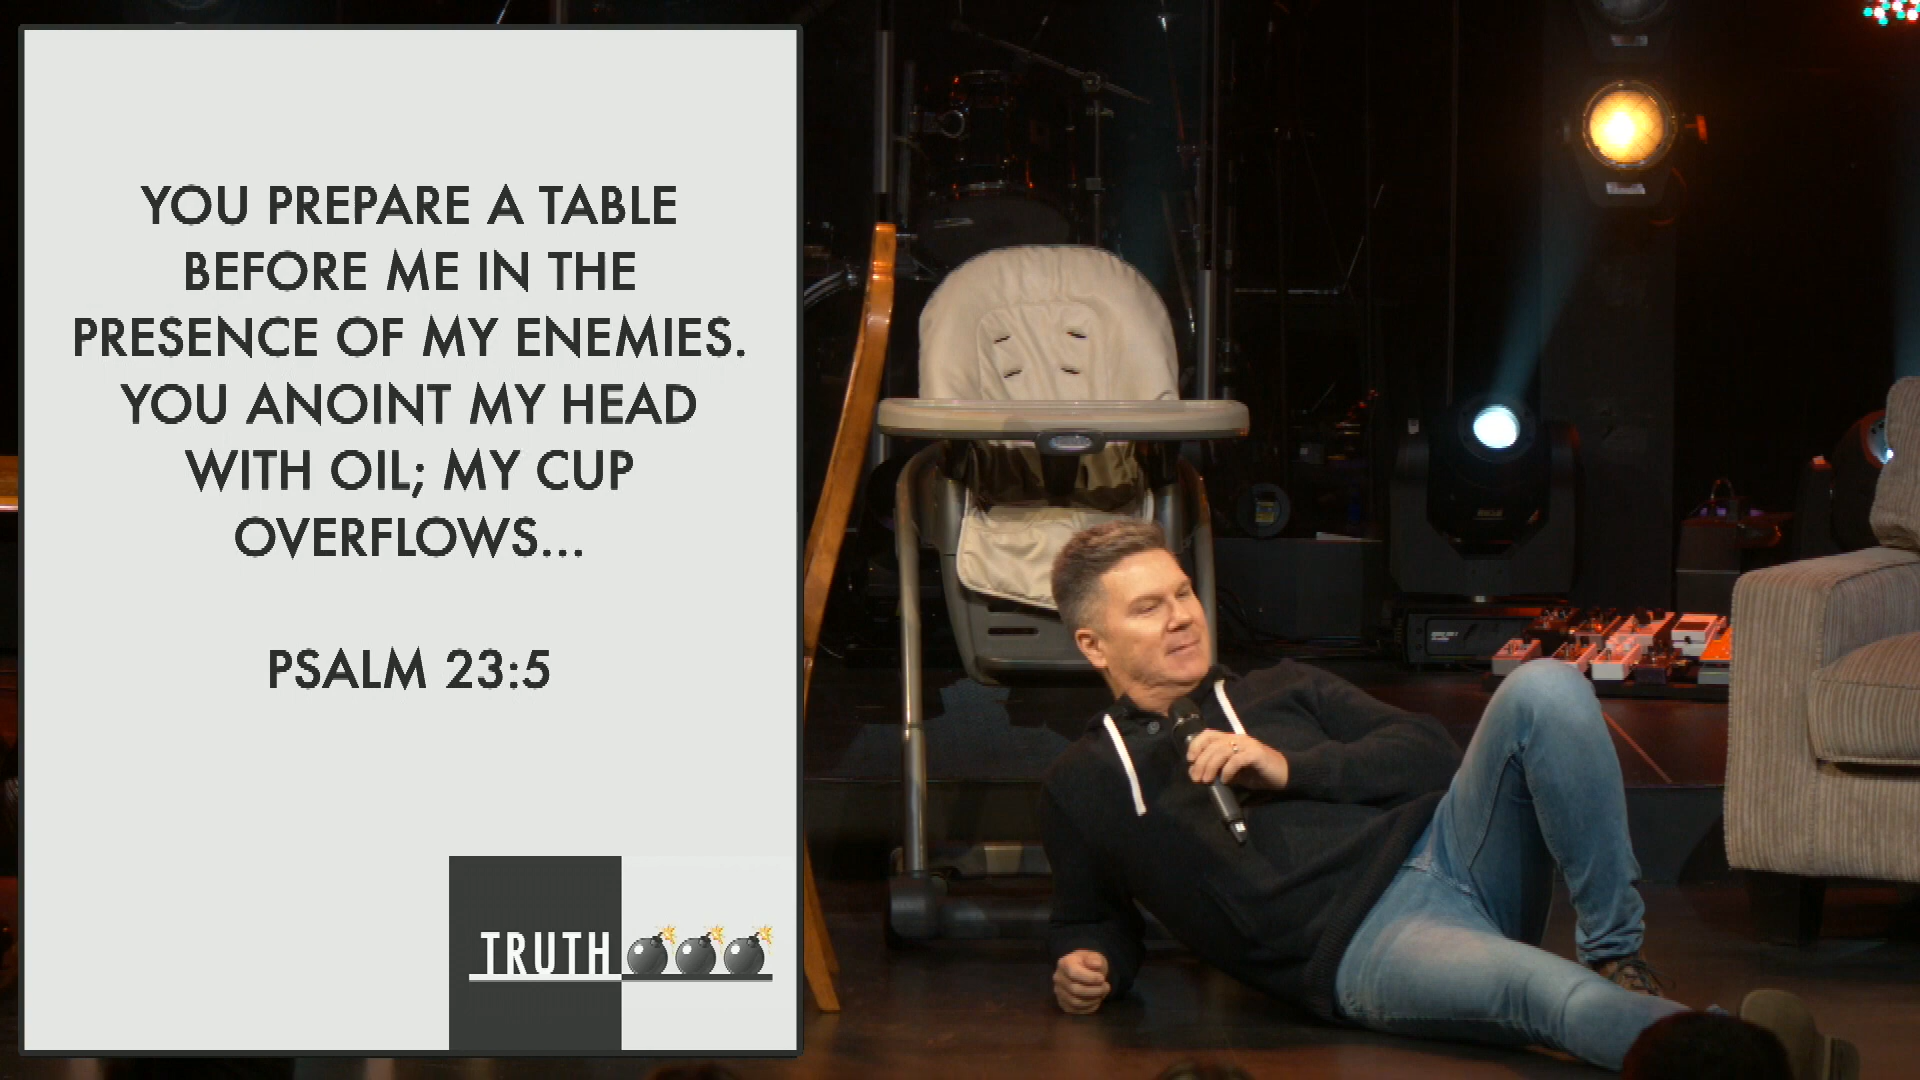 YOU PREPARE A TABLE
BEFORE ME IN THE
PRESENCE OF MY ENEMIES.
YOU ANOINT MY HEAD
WITH OIL; MY CUP
OVERFLOWS...
PSALM 23:5
TRUTH